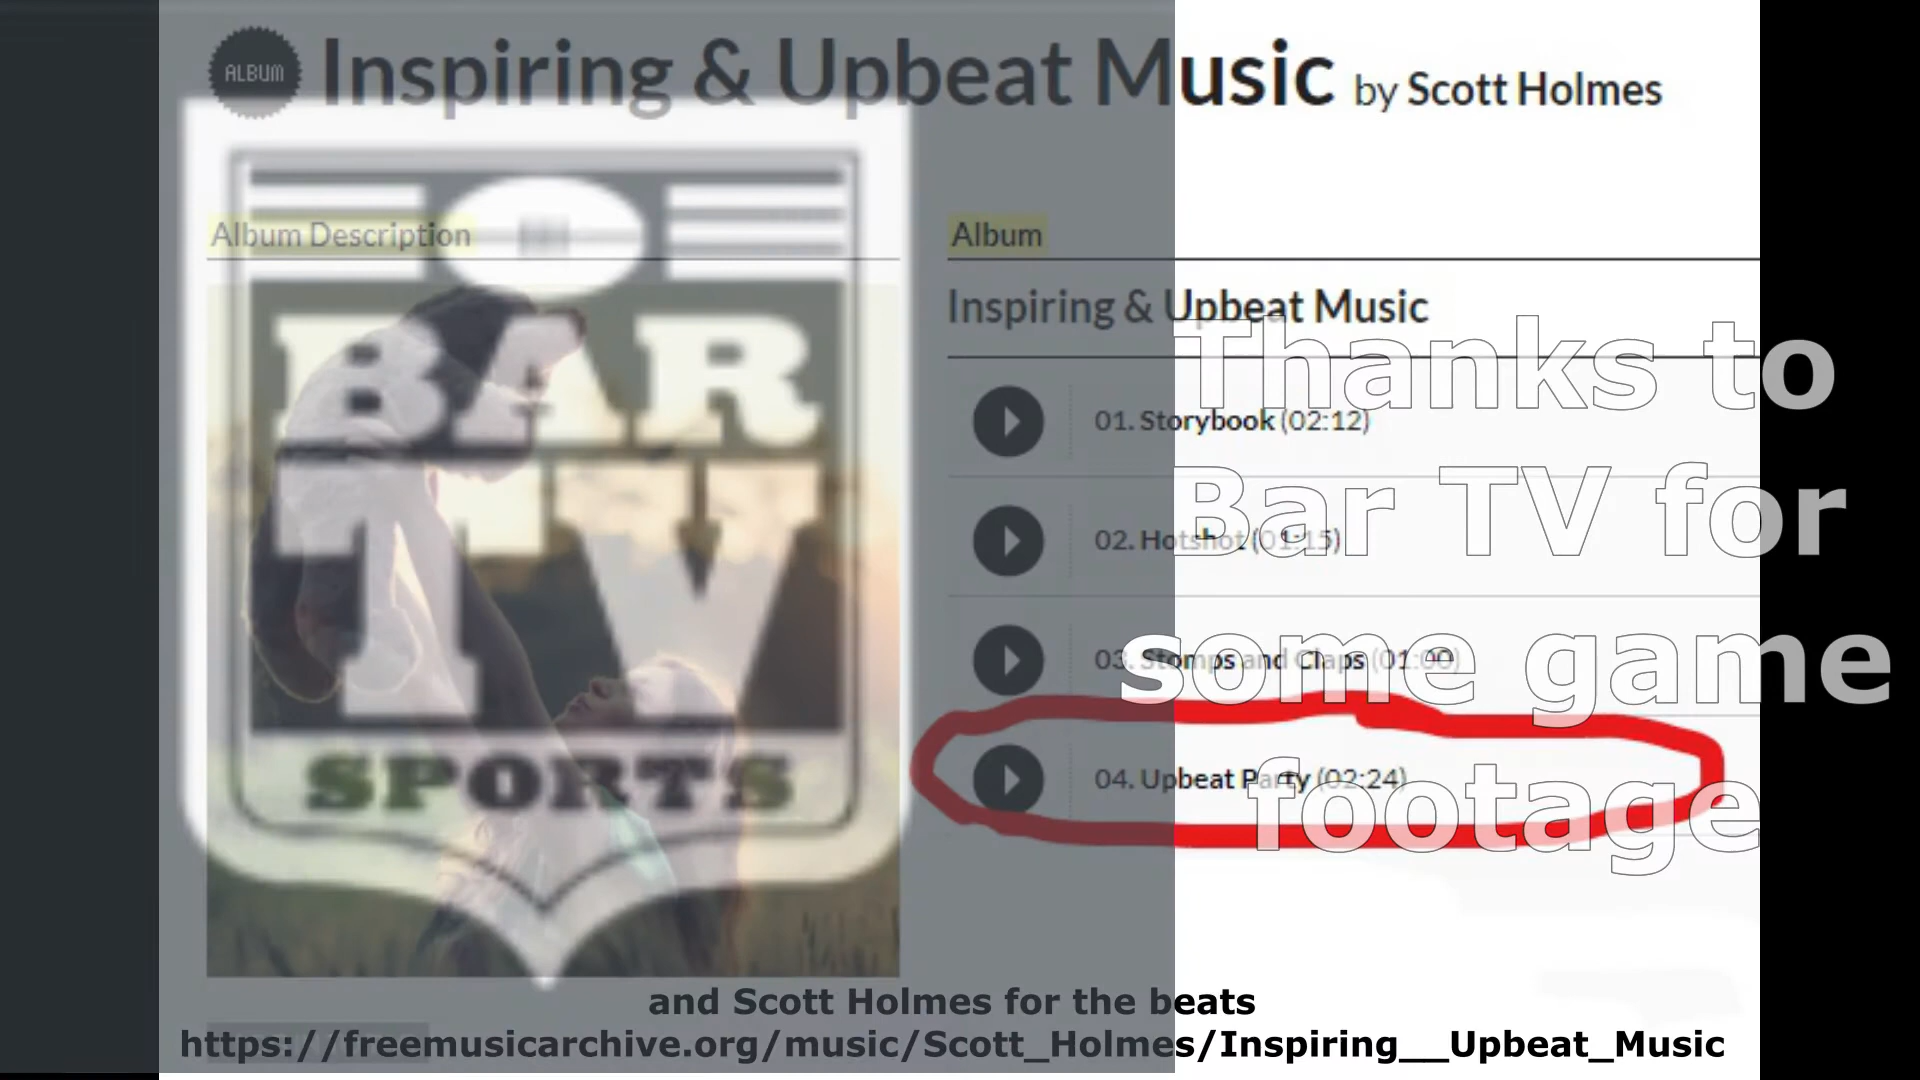 ALBUM
Inspiring & Upbeat Music by Scott Holmes
Album Description
Album
BAR
TV
SPORTS
Inspiring & Upbeat Music
01. Storybook (02:12)
02. Hotshot (01:15)
03. Stomps and Claps (01:00)
04. Upbeat Party (02:24)
Thanks to
Bar TV for
some game
footage
and Scott Holmes for the beats
https://freemusicarchive.org/music/Scott_Holmes/Inspiring__Upbeat_Music